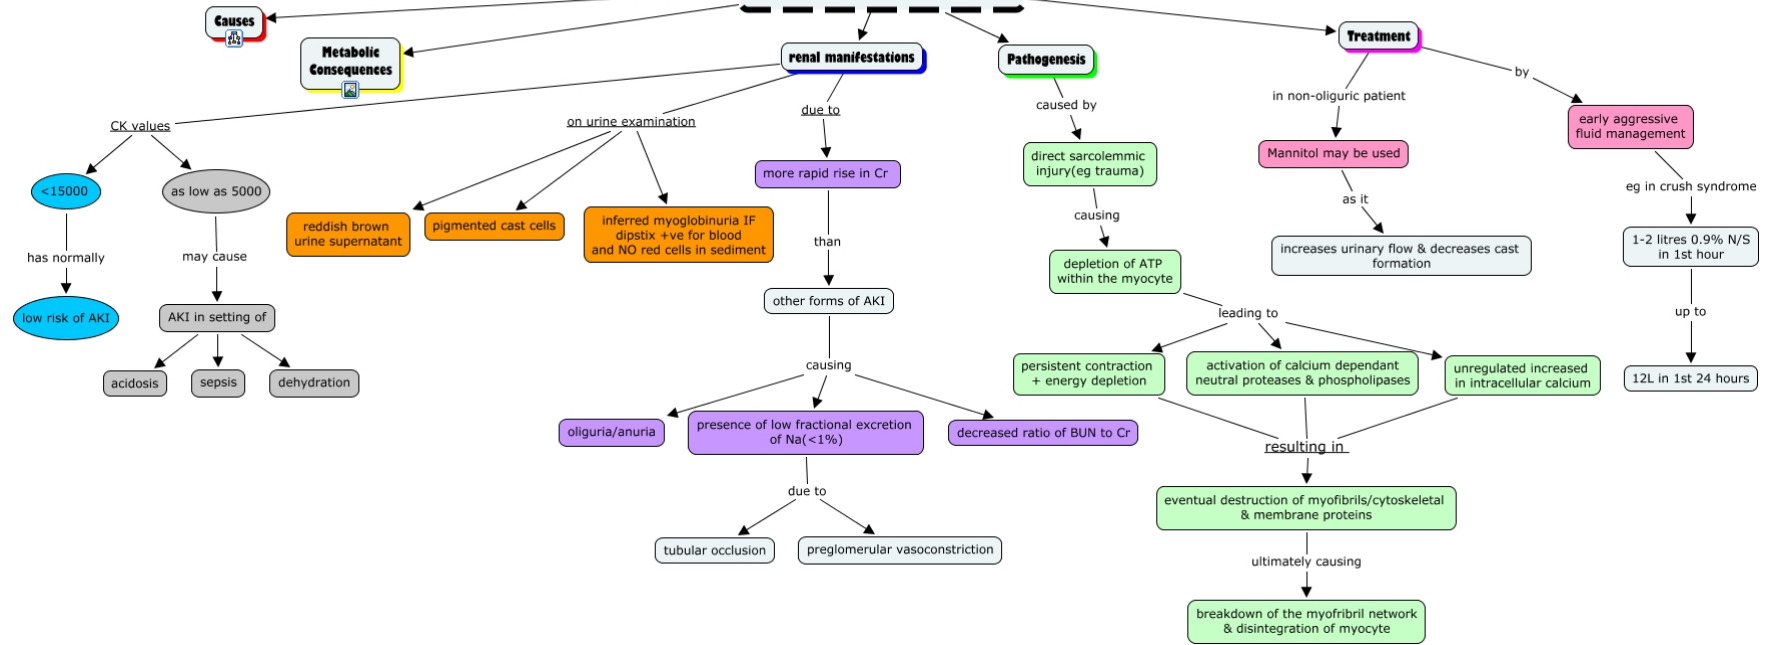 Causes
Metabolic
Consequences
renal manifestations
Pathogenesis
Treatment
CK values
<15000
has normally
low risk of AKI
as low as 5000
may cause
AKI in setting of
acidosis
sepsis
dehydration
on urine examination
reddish brown
urine supernatant
pigmented cast cells
inferred myoglobinuria IF
dipstix +ve for blood
and NO red cells in sediment
due to
more rapid rise in Cr
than
other forms of AKI
causing
oliguria/anuria
presence of low fractional excretion
of Na(<1%)
decreased ratio of BUN to Cr
due to
tubular occlusion
preglomerular vasoconstriction
caused by
direct sarcolemmic
injury(eg trauma)
causing
depletion of ATP
within the myocyte
leading to
persistent contraction
+ energy depletion
activation of calcium dependant
neutral proteases & phospholipases
unregulated increased
in intracellular calcium
resulting in
eventual destruction of myofibrils/cytoskeletal
& membrane proteins
ultimately causing
breakdown of the myofribril network
& disintegration of myocyte
in non-oliguric patient
Mannitol may be used
as it
increases urinary flow & decreases cast
formation
by
early aggressive
fluid management
eg in crush syndrome
1-2 litres 0.9% N/S
in 1st hour
up to
12L in 1st 24 hours